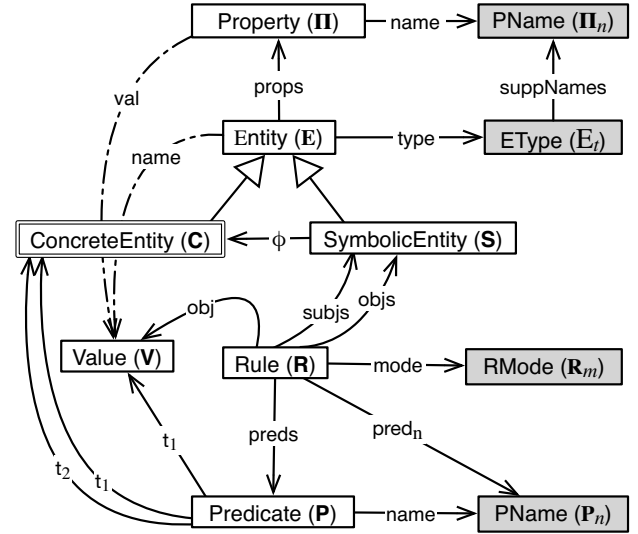 Property (Π)
name
PName (Πₙ)
val
props
suppNames
name
Entity (E)
type
EType (Eₜ)
ConcreteEntity (C)
ϕ
SymbolicEntity (S)
obj
subjs
objs
Value (V)
Rule (R)
mode
RMode (Rₘ)
t₂
t₁
t₁
preds
predₙ
Predicate (P)
name
PName (Pₙ)